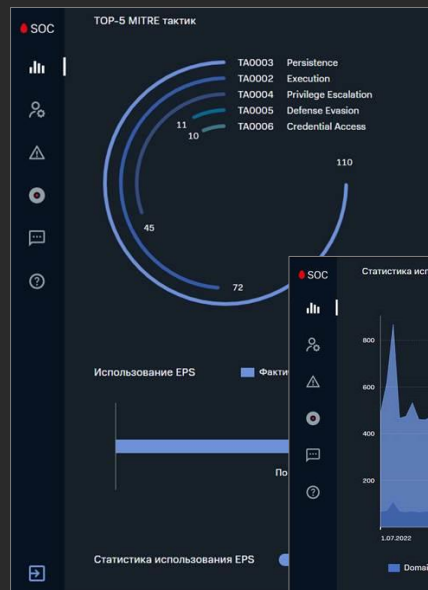 SOC
TOP-5 MITRE тактик
TA0003 Persistence
TA0002 Execution
TA0004 Privilege Escalation
TA0005 Defense Evasion
TA0006 Credential Access
11
10
110
45
72
Использование EPS
Факти
По
Статистика использования EPS
SOC
Статистика исп
800
600
400
200
1.07.2022
Domai